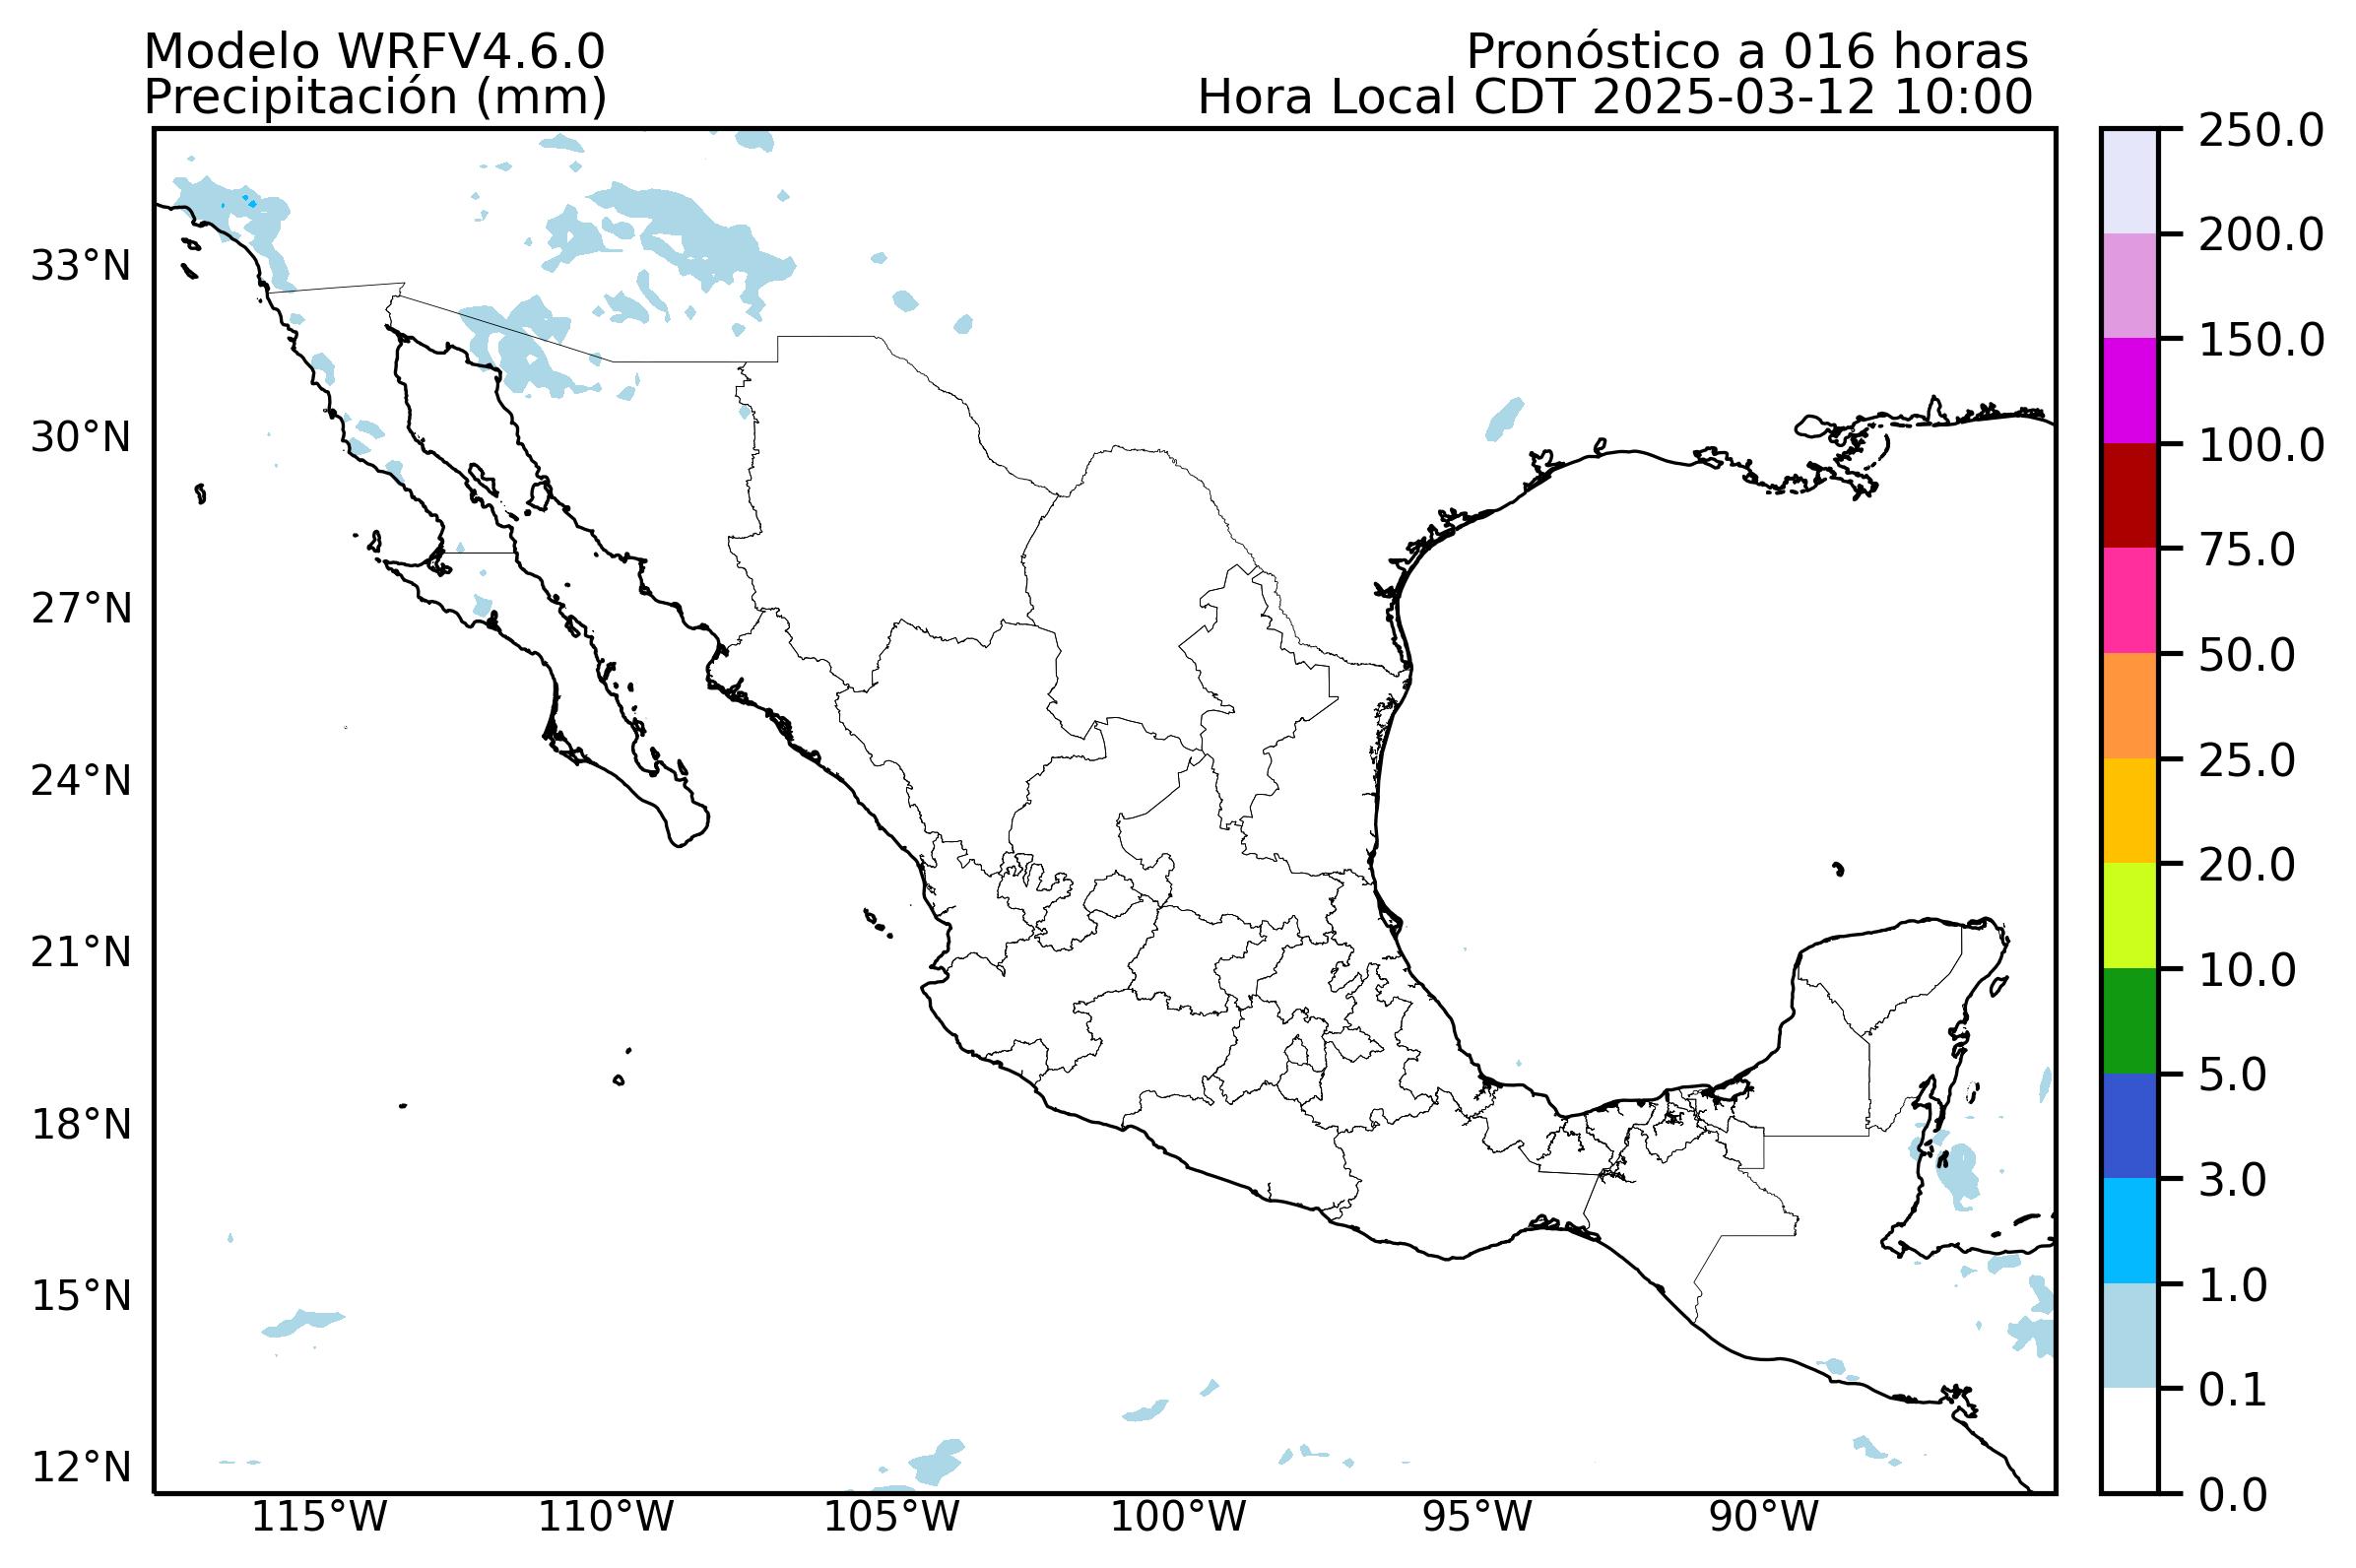 Modelo WRFV4.6.0
Pronóstico a 016 horas
Precipitación (mm)
Hora Local CDT 2025-03-12 10:00
33°N
30°N
27°N
24°N
21°N
18°N
15°N
12°N
115°W
110°W
105°W
100°W
95°W
90°W
250.0
200.0
150.0
100.0
75.0
50.0
25.0
20.0
10.0
5.0
3.0
1.0
0.1
0.0